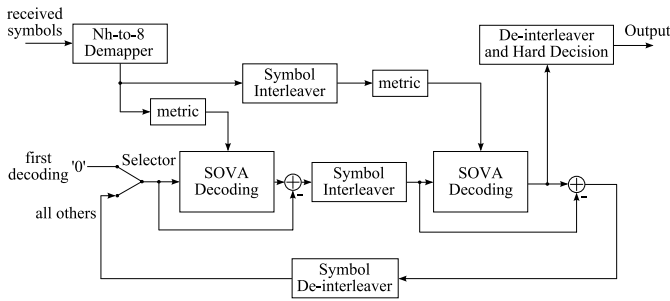 received
symbols
Nh-to-8
Demapper
De-interleaver
and Hard Decision
Output
Symbol
Interleaver
metric
metric
first
decoding
'0'
Selector
SOVA
Decoding
Symbol
Interleaver
SOVA
Decoding
-
-
all others
Symbol
De-interleaver